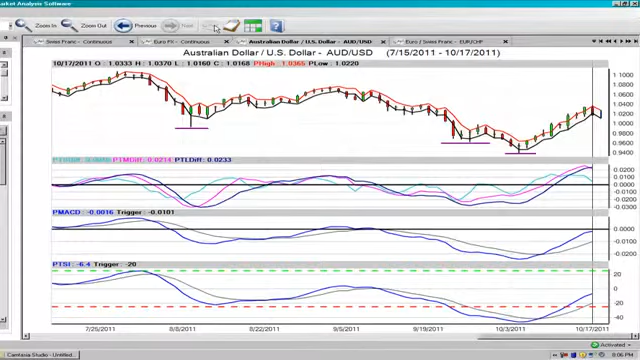 Market Analysis Software
Zoom In Zoom Out Previous
Swiss Franc - Continuous Euro FX - Continuous Australian Dollar / U.S. Dollar - AUD/USD Euro / Swiss Franc - EUR/CHF
Australian Dollar / U.S. Dollar - AUD/USD (7/15/2011 - 10/17/2011)
10/17/2011 O : 1.0333 H : 1.0370 L : 1.0160 C : 1.0168 PHigh : 1.0365 PLow : 1.0220
1.1000
1.0800
1.0600
1.0400
1.0200
1.0000
0.9800
0.9600
0.9400
PTMDiff : 0.0214 PTLDiff : 0.0233
0.0200
0.0100
0.0000
-0.0100
-0.0200
-0.0300
PMACD : -0.0016 Trigger : -0.0101
0.0000
-0.0100
-0.0200
PTSI : -6.4 Trigger : -20
20
0
-20
-40
7/25/2011 8/8/2011 8/22/2011 9/5/2011 9/19/2011 10/3/2011 10/17/2011
Activated
Camtasia Studio - Untitled...
8:06 PM